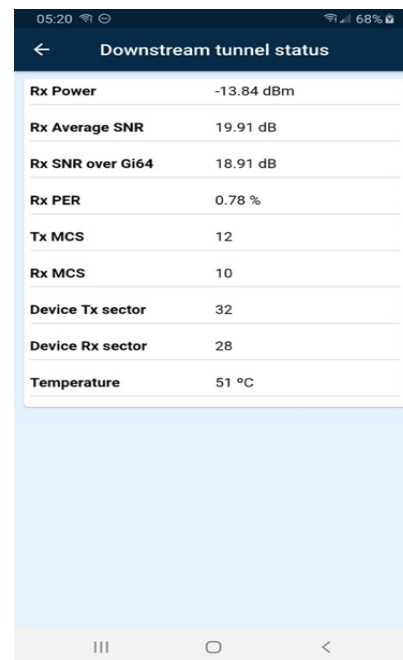 05:20 68%
Downstream tunnel status
Rx Power -13.84 dBm
Rx Average SNR 19.91 dB
Rx SNR over Gi64 18.91 dB
Rx PER 0.78 %
Tx MCS 12
Rx MCS 10
Device Tx sector 32
Device Rx sector 28
Temperature 51 ºC